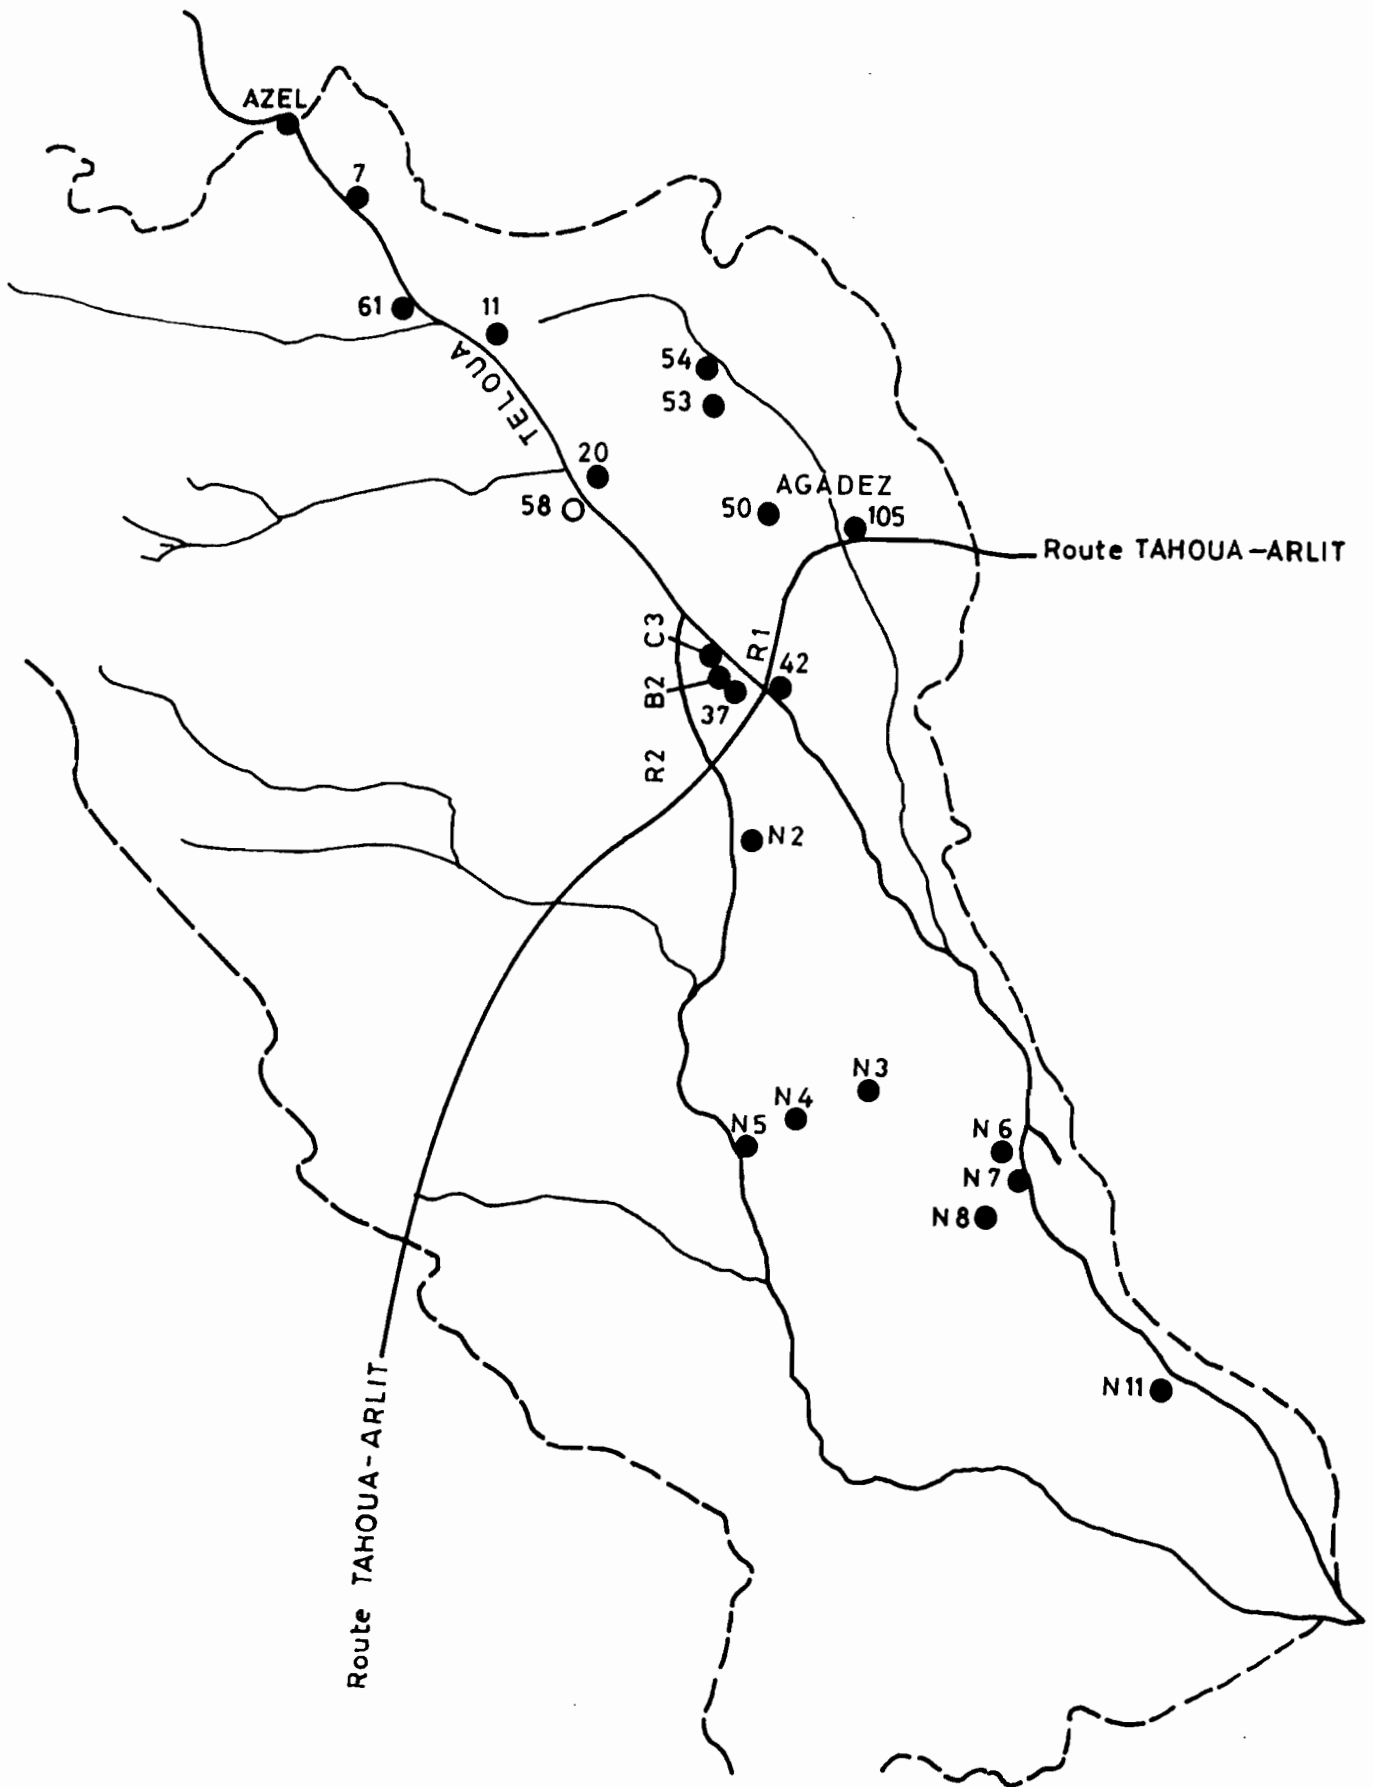 AZEL
7
61
11
TELOUA
54
53
20
58
AGADEZ
50
105
Route TAHOUA-ARLIT
C3
R1
B2
42
37
R2
N2
N3
N4
N5
N6
N7
N8
N11
Route TAHOUA-ARLIT